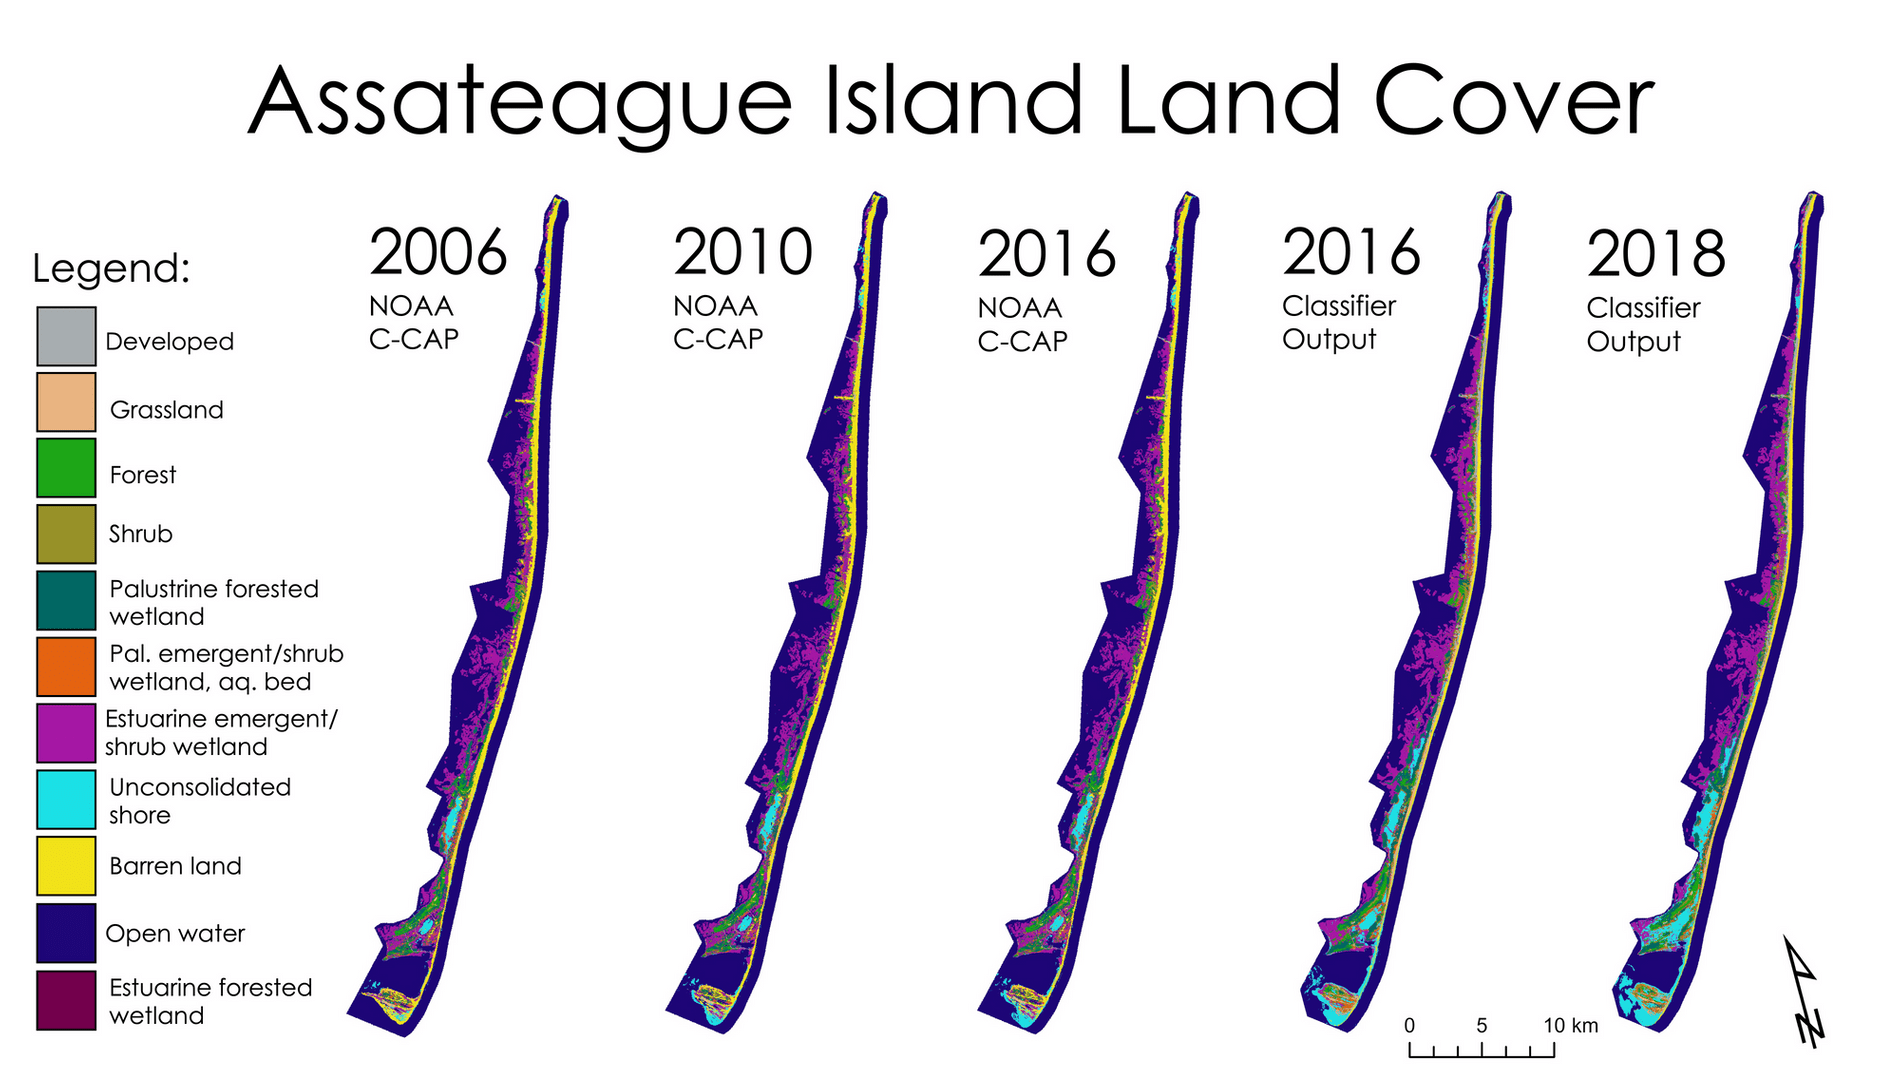 Assateague Island Land Cover
Legend:
Developed
Grassland
Forest
Shrub
Palustrine forested
wetland
Pal. emergent/shrub
wetland, aq. bed
Estuarine emergent/
shrub wetland
Unconsolidated
shore
Barren land
Open water
Estuarine forested
wetland
2006
NOAA
C-CAP
2010
NOAA
C-CAP
2016
NOAA
C-CAP
2016
Classifier
Output
2018
Classifier
Output
0 5 10 km
N